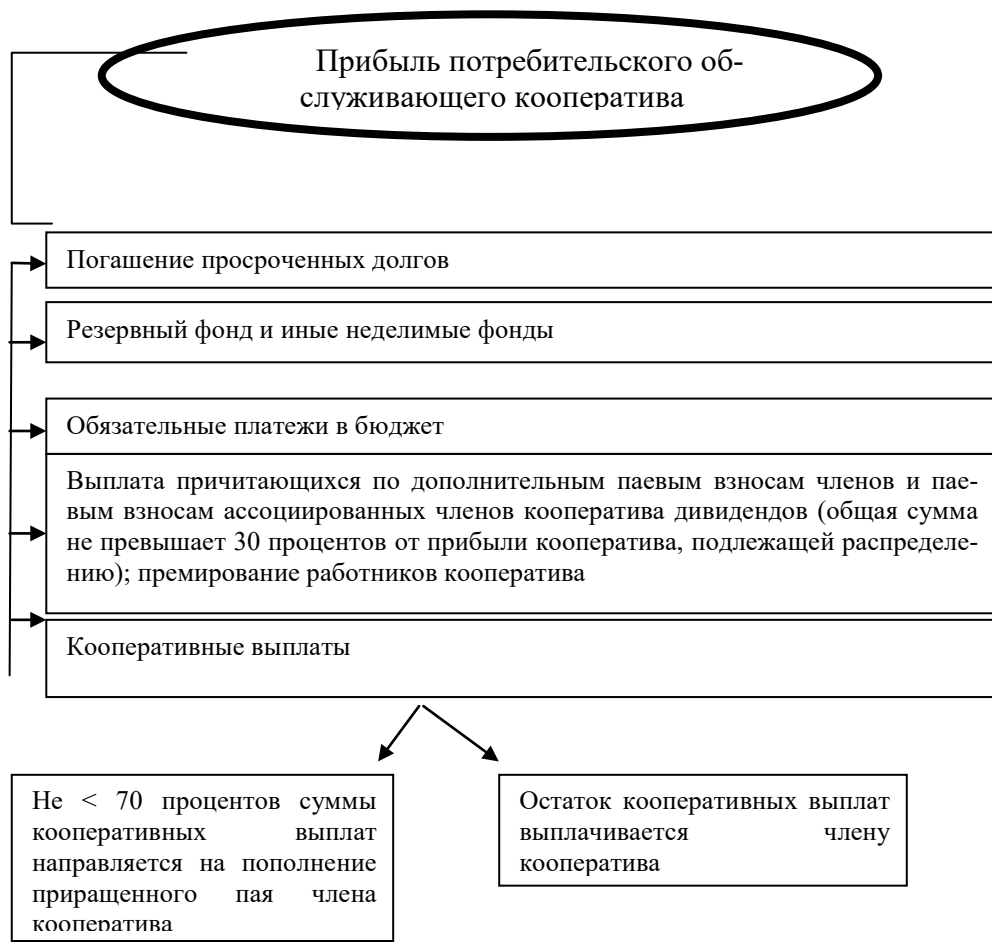 Прибыль потребительского об-
служивающего кооператива
Погашение просроченных долгов
Резервный фонд и иные неделимые фонды
Обязательные платежи в бюджет
Выплата причитающихся по дополнительным паевым взносам членов и пае-
вым взносам ассоциированных членов кооператива дивидендов (общая сумма
не превышает 30 процентов от прибыли кооператива, подлежащей распределе-
нию); премирование работников кооператива
Кооперативные выплаты
Не < 70 процентов суммы
кооперативных выплат
направляется на пополнение
приращенного пая члена
кооператива
Остаток кооперативных выплат
выплачивается члену
кооператива